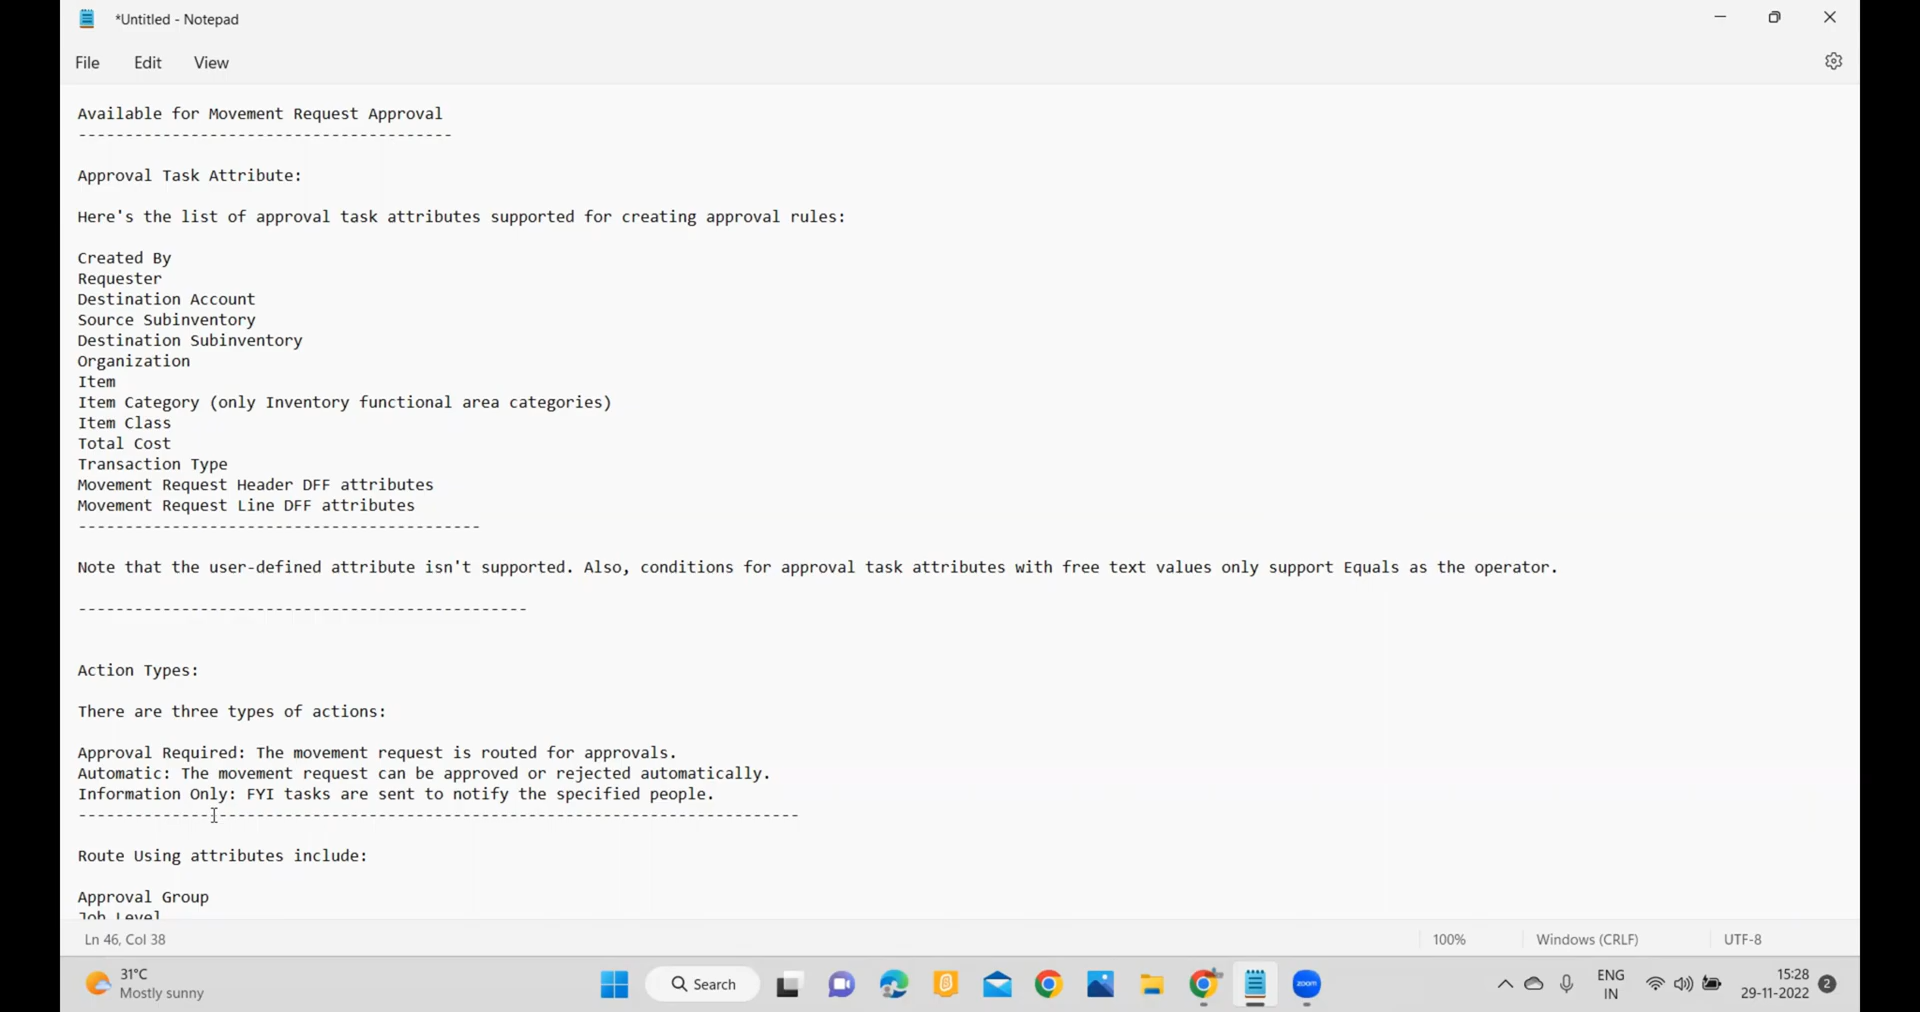 *Untitled - Notepad
File Edit View
Available for Movement Request Approval
----------------------------------------
Approval Task Attribute:
Here's the list of approval task attributes supported for creating approval rules:
Created By
Requester
Destination Account
Source Subinventory
Destination Subinventory
Organization
Item
Item Category (only Inventory functional area categories)
Item Class
Total Cost
Transaction Type
Movement Request Header DFF attributes
Movement Request Line DFF attributes
-------------------------------------------
Note that the user-defined attribute isn't supported. Also, conditions for approval task attributes with free text values only support Equals as the operator.
------------------------------------------------
Action Types:
There are three types of actions:
Approval Required: The movement request is routed for approvals.
Automatic: The movement request can be approved or rejected automatically.
Information Only: FYI tasks are sent to notify the specified people.
-----------------------------------------------------------------------------
Route Using attributes include:
Approval Group
Job Level
Ln 46, Col 38 100% Windows (CRLF) UTF-8
31°C
Mostly sunny
Search
zoom
ENG
IN
15:28
29-11-2022
2